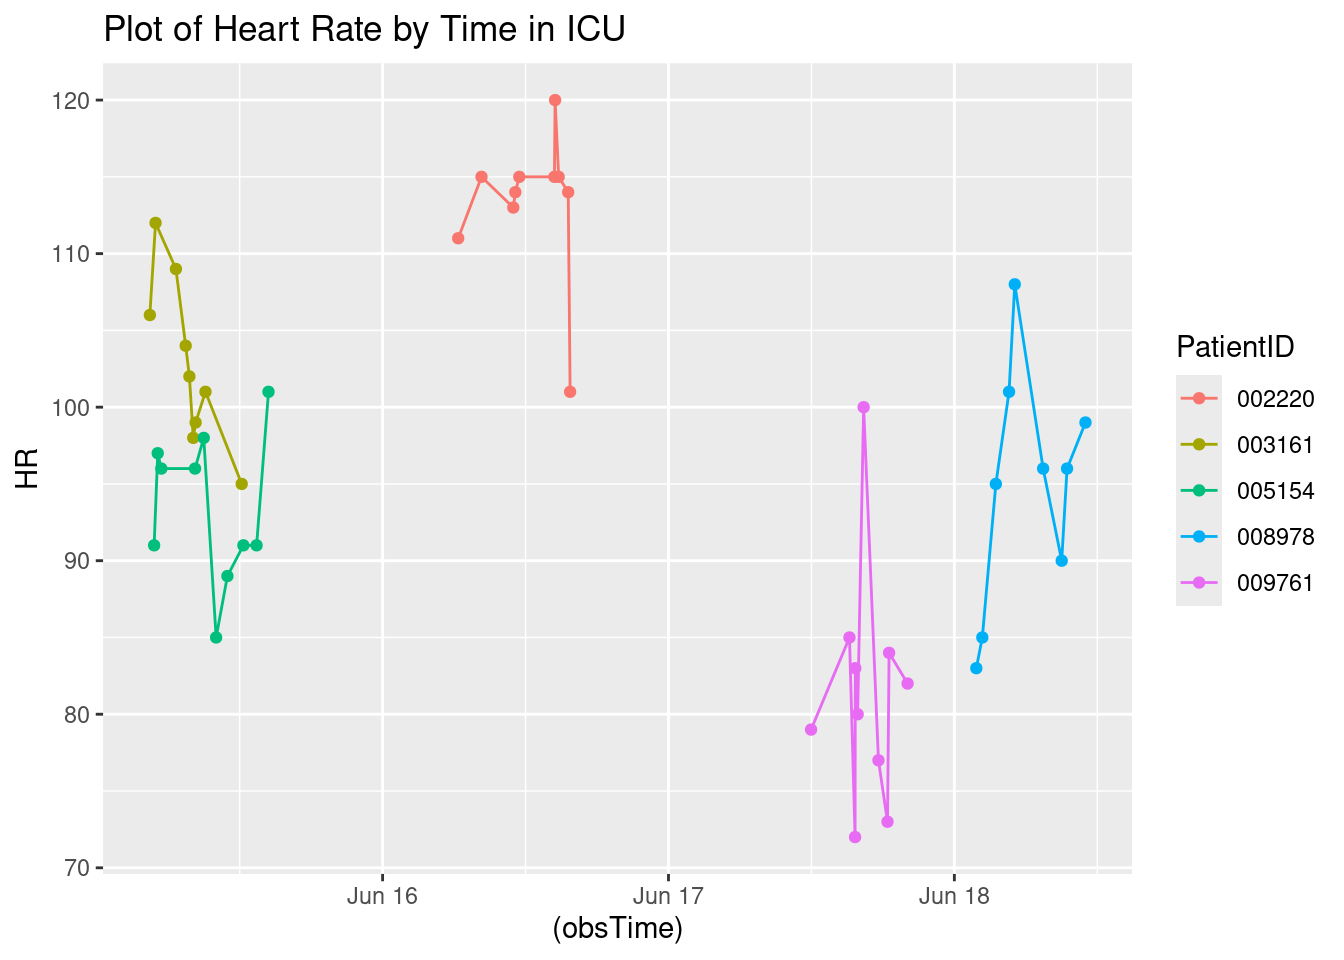 Plot of Heart Rate by Time in ICU
120
110
100
90
80
70
HR
Jun 16
Jun 17
Jun 18
(obsTime)
PatientID
002220
003161
005154
008978
009761